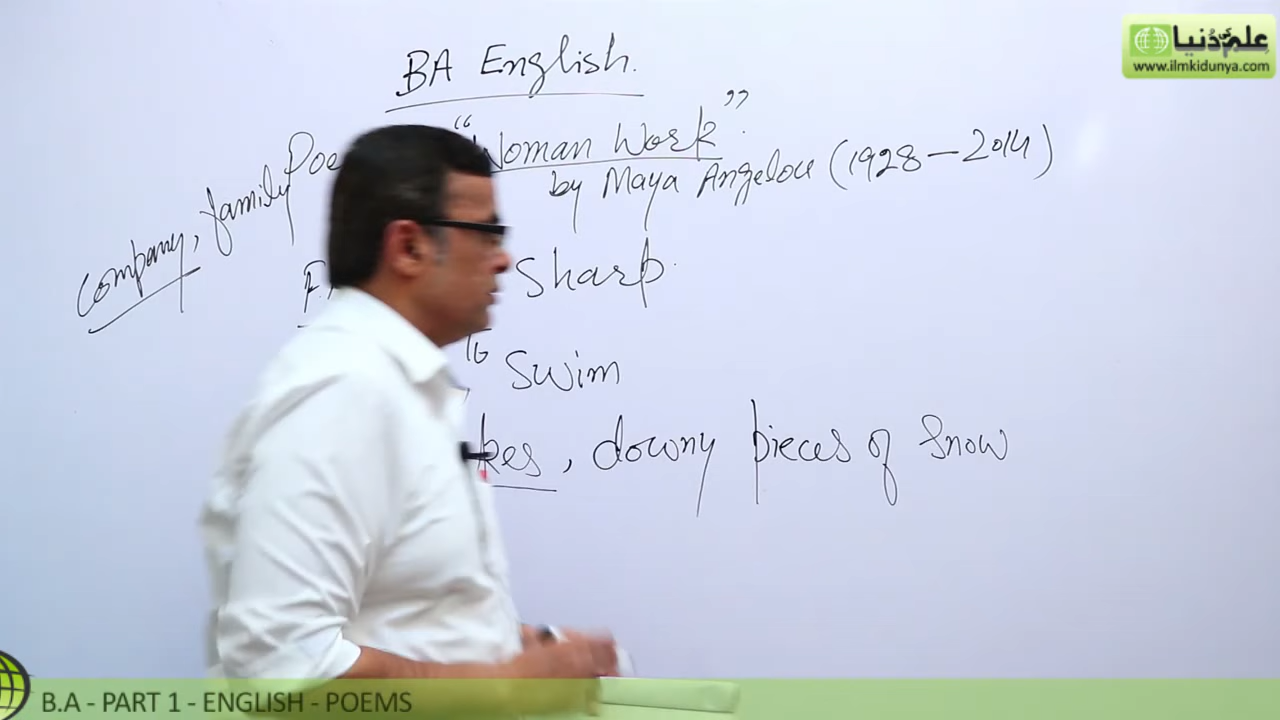 علم کی دُنیا
www.ilmkidunya.com
BA English.
"Woman Work".
by Maya Angelou (1928-2014)
Company, family
Sharp
Swim
, downy pieces of Snow
B.A - PART 1 - ENGLISH - POEMS